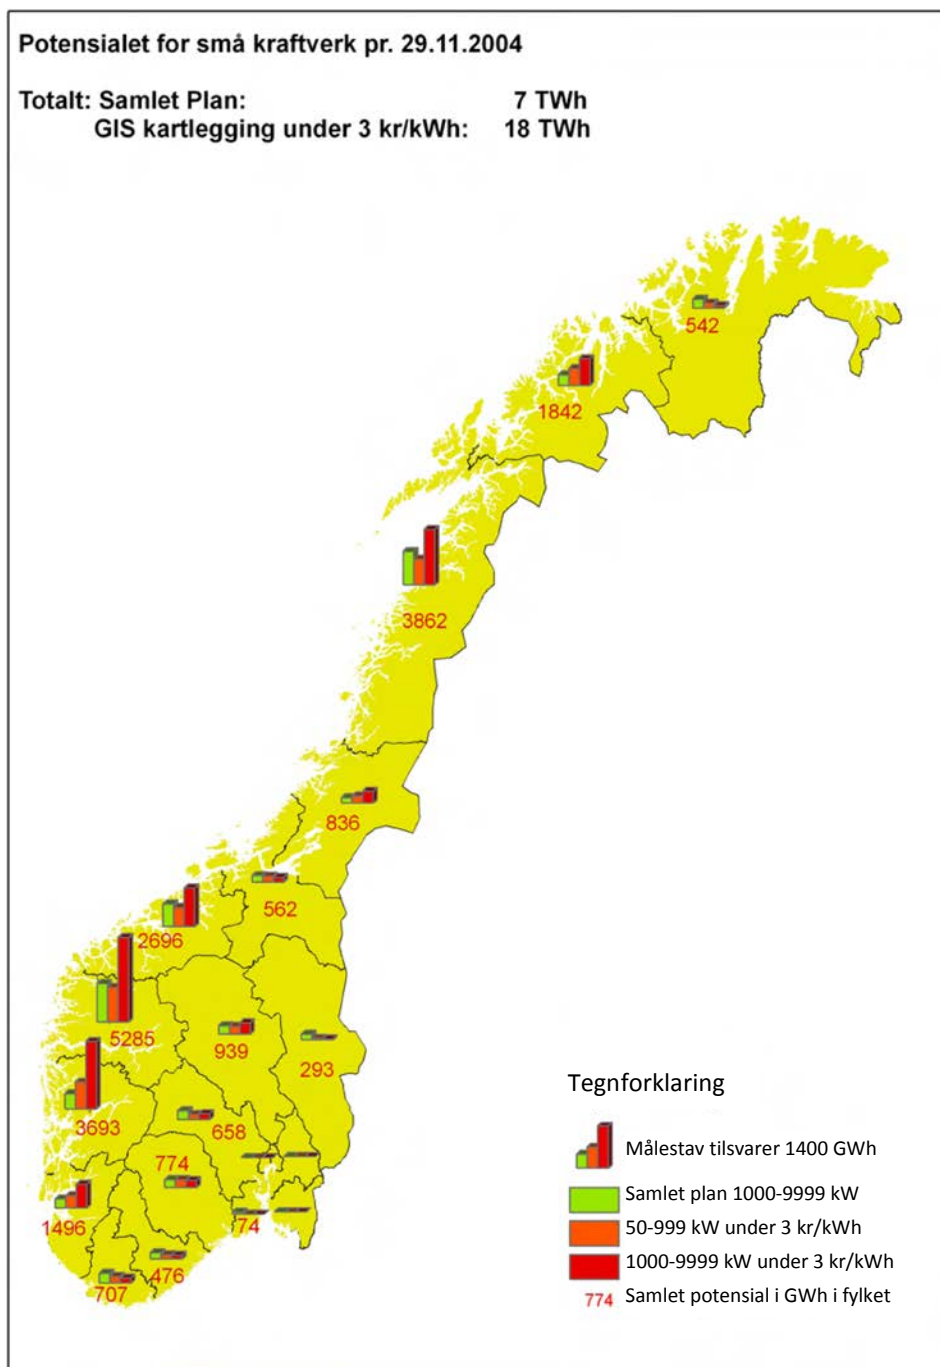 Potensialet for små kraftverk pr. 29.11.2004
Totalt: Samlet Plan: 7 TWh
GIS kartlegging under 3 kr/kWh: 18 TWh
542
1842
3862
836
562
2696
5285
939
293
3693
658
774
1496
74
476
707
Tegnforklaring
Målestav tilsvarer 1400 GWh
Samlet plan 1000-9999 kW
50-999 kW under 3 kr/kWh
1000-9999 kW under 3 kr/kWh
774 Samlet potensial i GWh i fylket